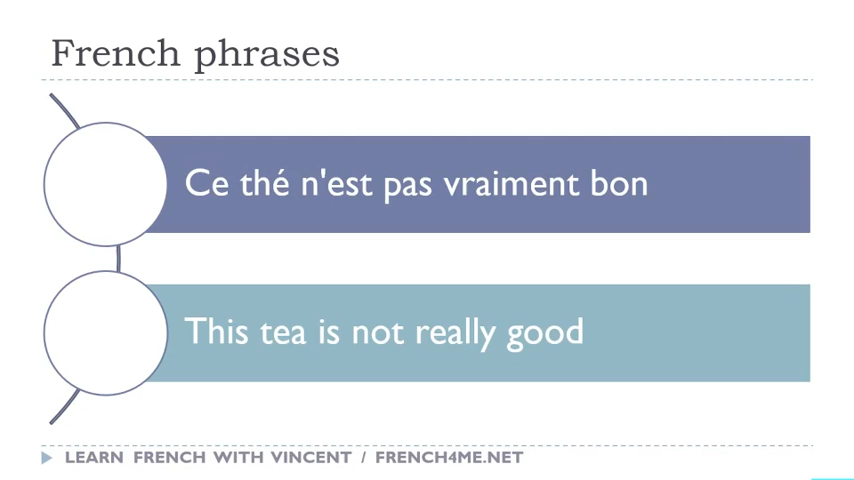 French phrases
Ce thé n'est pas vraiment bon
This tea is not really good
LEARN FRENCH WITH VINCENT / FRENCH4ME.NET